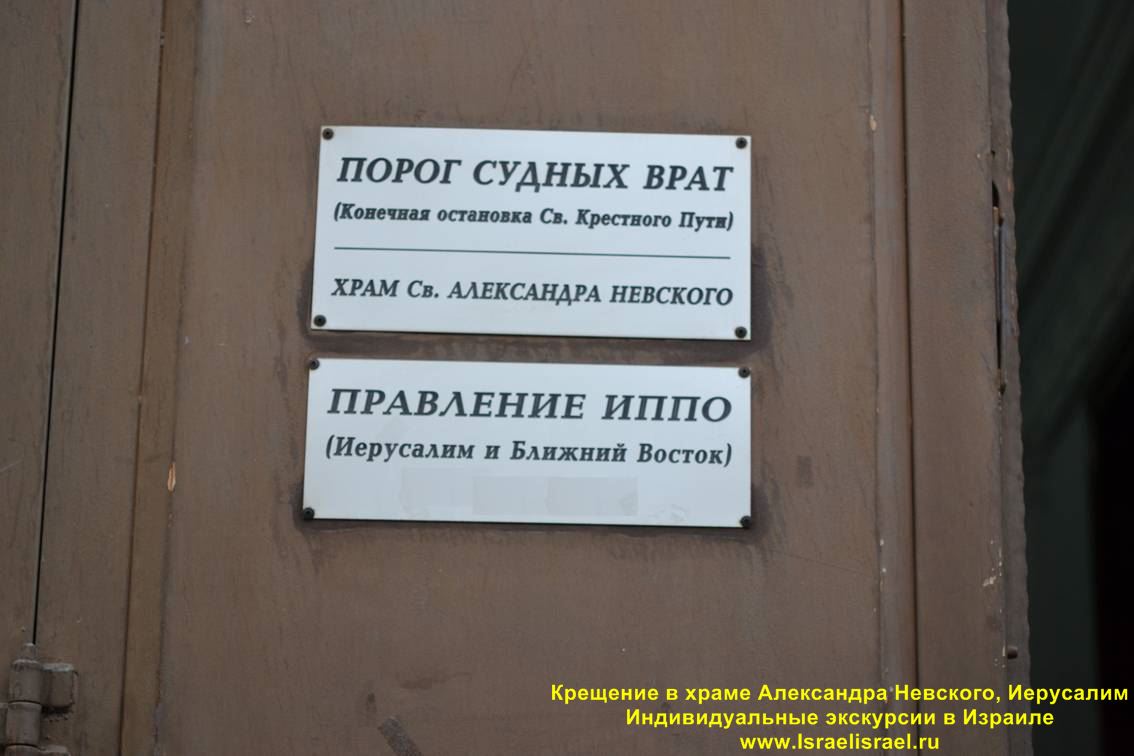 ПОРОГ СУДНЫХ ВРАТ
(Конечная остановка Св. Крестного Пути)
ХРАМ Св. АЛЕКСАНДРА НЕВСКОГО
ПРАВЛЕНИЕ ИППО
(Иерусалим и Ближний Восток)
Крещение в храме Александра Невского, Иерусалим
Индивидуальные экскурсии в Израиле
www.Israelisrael.ru